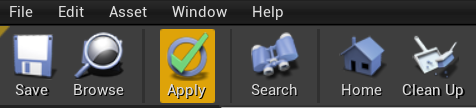 File Edit Asset Window Help
Save Browse Apply Search Home Clean Up